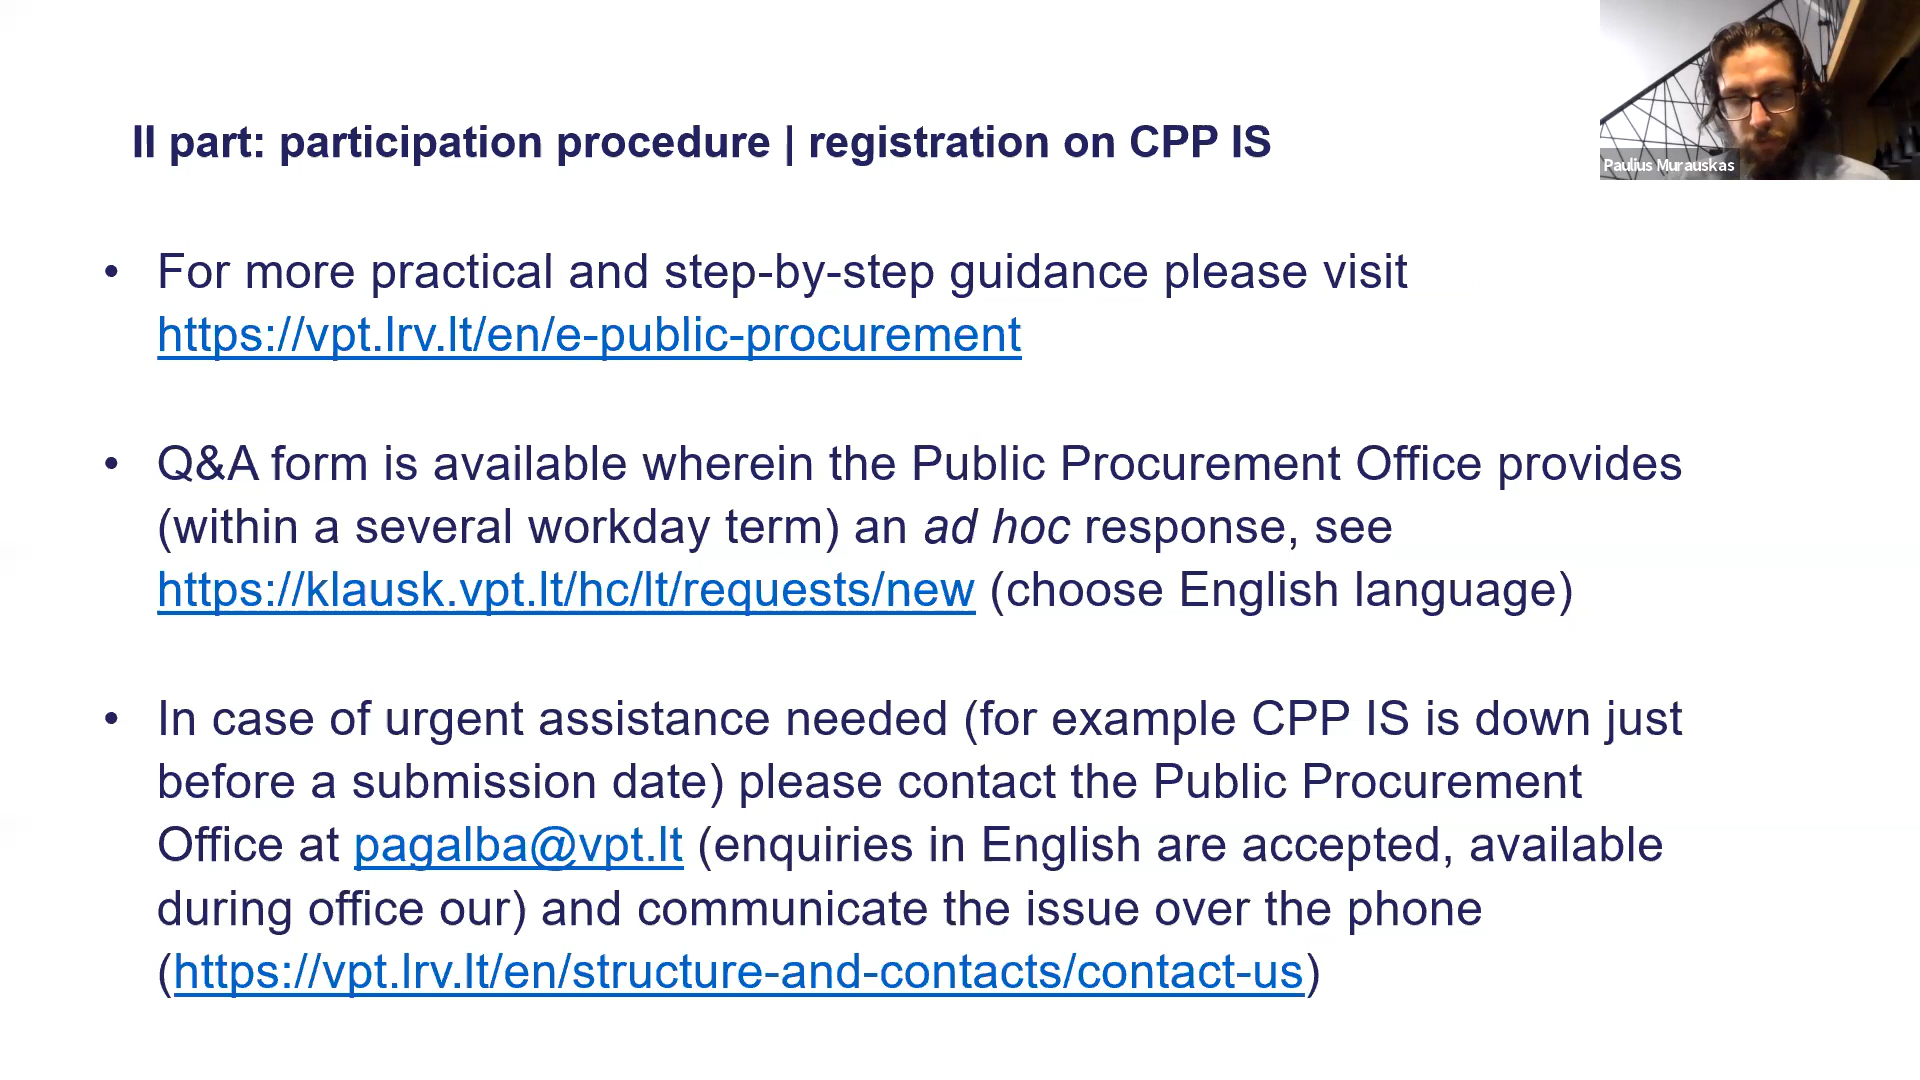 II part: participation procedure | registration on CPP IS
Paulius Murauskas
• For more practical and step-by-step guidance please visit
https://vpt.lrv.lt/en/e-public-procurement
• Q&A form is available wherein the Public Procurement Office provides
(within a several workday term) an ad hoc response, see
https://klausk.vpt.lt/hc/lt/requests/new (choose English language)
• In case of urgent assistance needed (for example CPP IS is down just
before a submission date) please contact the Public Procurement
Office at pagalba@vpt.lt (enquiries in English are accepted, available
during office our) and communicate the issue over the phone
(https://vpt.lrv.lt/en/structure-and-contacts/contact-us)